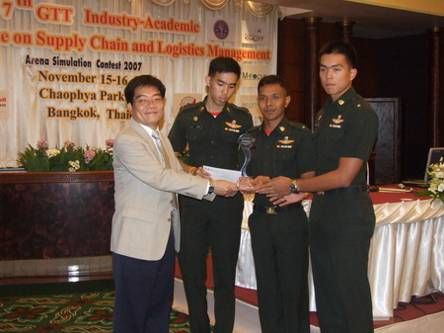 7th GTT Industry-Academic
e on Supply Chain and Logistics Management
Arena Simulation Contest 2007
November 15-16
Chaophya Park
Bangkok, Thai